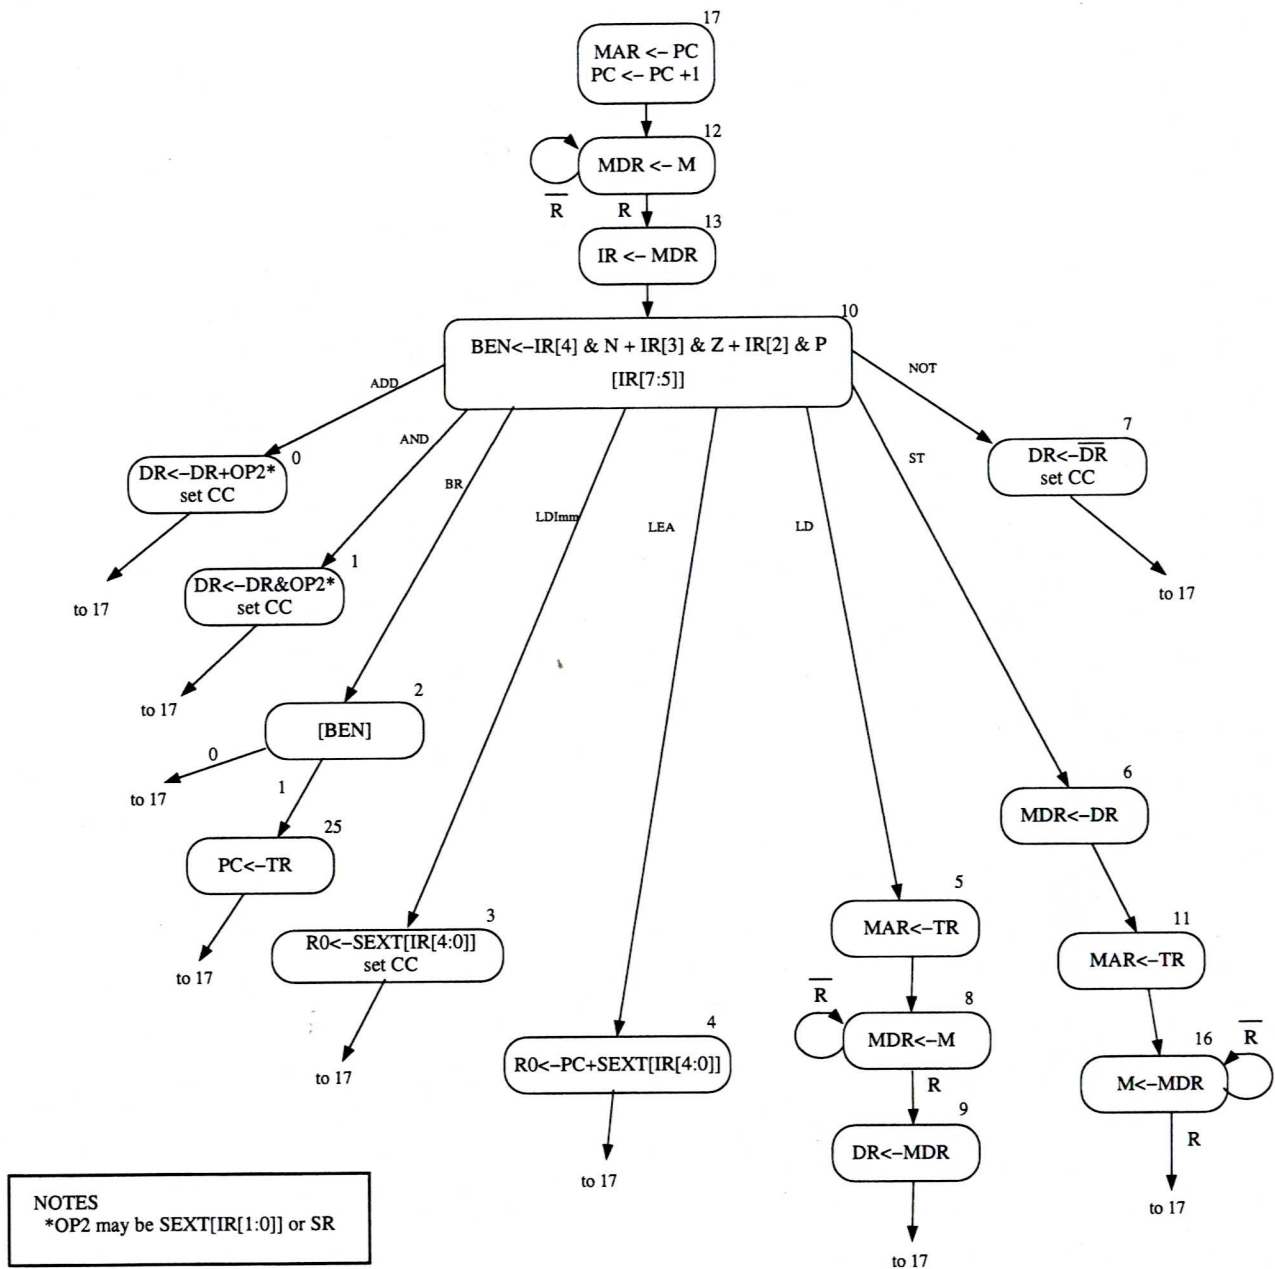 17
MAR <– PC
PC <– PC +1
12
MDR <– M
R̅
R
13
IR <– MDR
10
BEN<–IR[4] & N + IR[3] & Z + IR[2] & P
[IR[7:5]]
ADD
AND
BR
LDImm
LEA
LD
ST
NOT
0
DR<–DR+OP2*
set CC
to 17
1
DR<–DR&OP2*
set CC
to 17
2
[BEN]
0
to 17
1
25
PC<–TR
to 17
3
R0<–SEXT[IR[4:0]]
set CC
to 17
4
R0<–PC+SEXT[IR[4:0]]
to 17
5
MAR<–TR
R̅
8
MDR<–M
R
9
DR<–MDR
to 17
7
DR<–D̅R̅
set CC
to 17
6
MDR<–DR
11
MAR<–TR
16
R̅
M<–MDR
R
to 17
NOTES
*OP2 may be SEXT[IR[1:0]] or SR